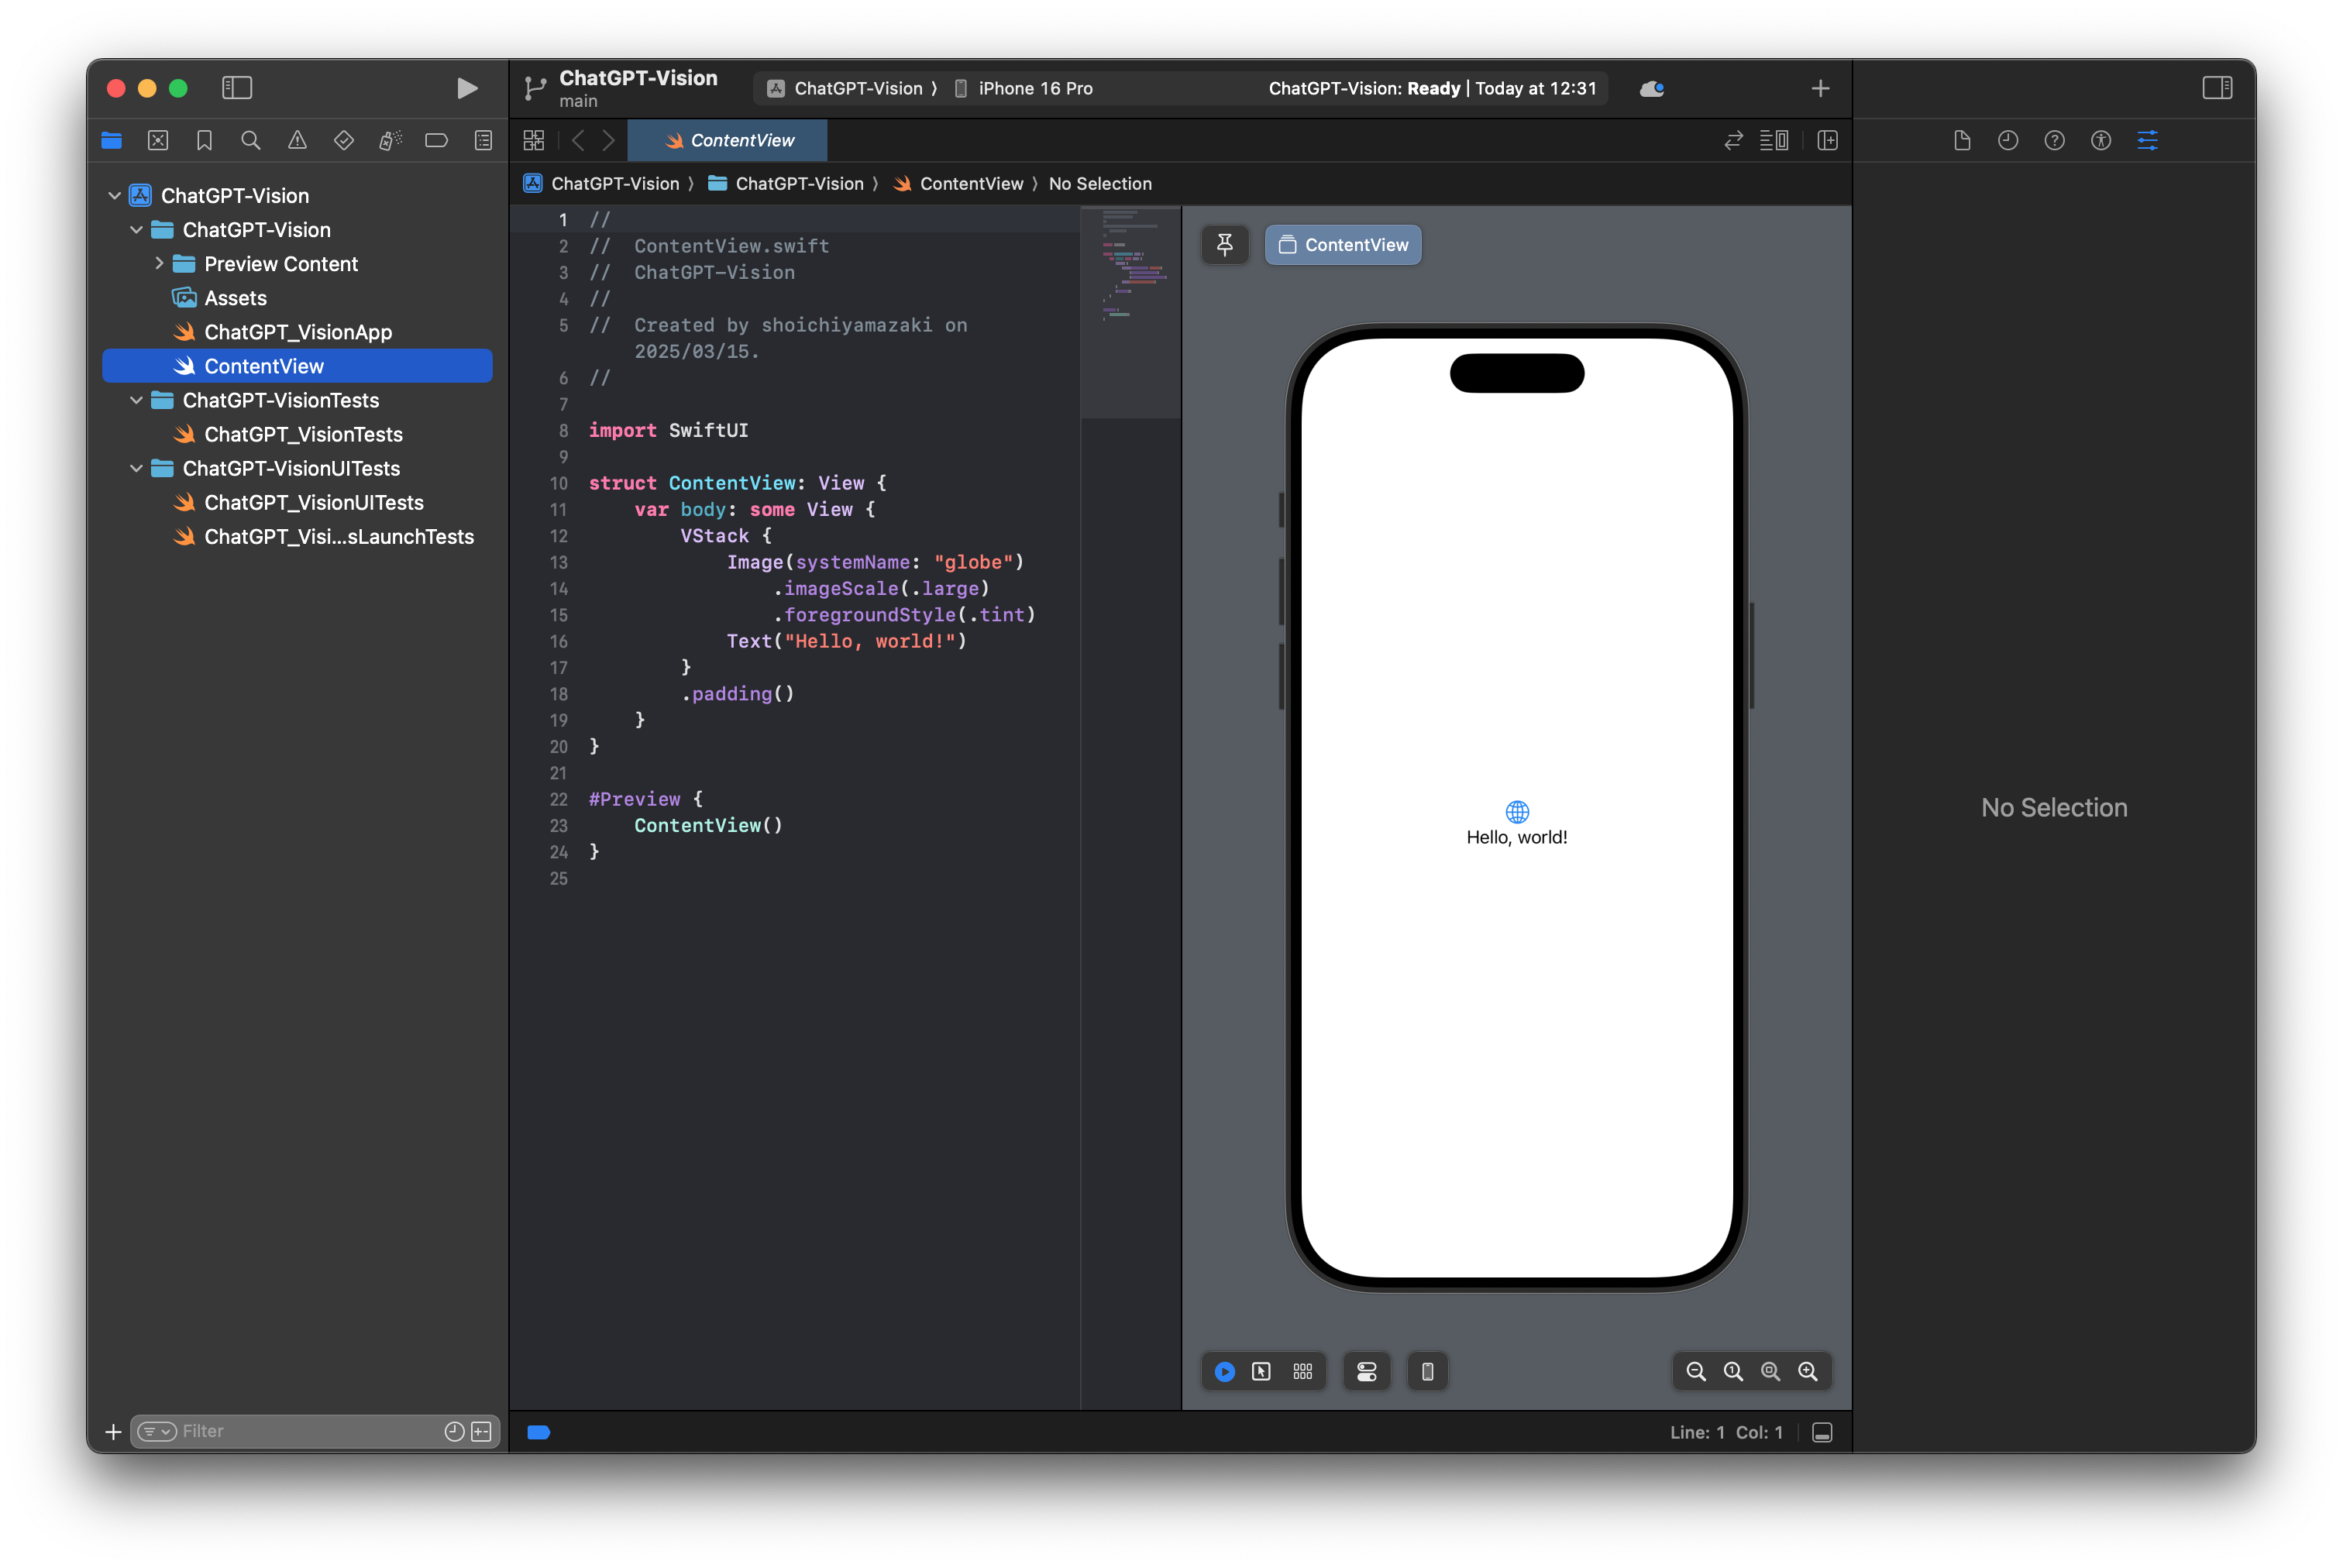 ChatGPT-Vision
main
ChatGPT-Vision 〉 iPhone 16 Pro
ChatGPT-Vision: Ready | Today at 12:31
ContentView
ChatGPT-Vision 〉 ChatGPT-Vision 〉 ContentView 〉 No Selection
ChatGPT-Vision
ChatGPT-Vision
Preview Content
Assets
ChatGPT_VisionApp
ContentView
ChatGPT-VisionTests
ChatGPT_VisionTests
ChatGPT-VisionUITests
ChatGPT_VisionUITests
ChatGPT_Visi...sLaunchTests
Filter
1 //
2 //  ContentView.swift
3 //  ChatGPT-Vision
4 //
5 //  Created by shoichiyamazaki on
2025/03/15.
6 //
7
8 import SwiftUI
9
10 struct ContentView: View {
11     var body: some View {
12         VStack {
13             Image(systemName: "globe")
14                 .imageScale(.large)
15                 .foregroundStyle(.tint)
16             Text("Hello, world!")
17         }
18         .padding()
19     }
20 }
21
22 #Preview {
23     ContentView()
24 }
25
ContentView
Hello, world!
No Selection
Line: 1 Col: 1